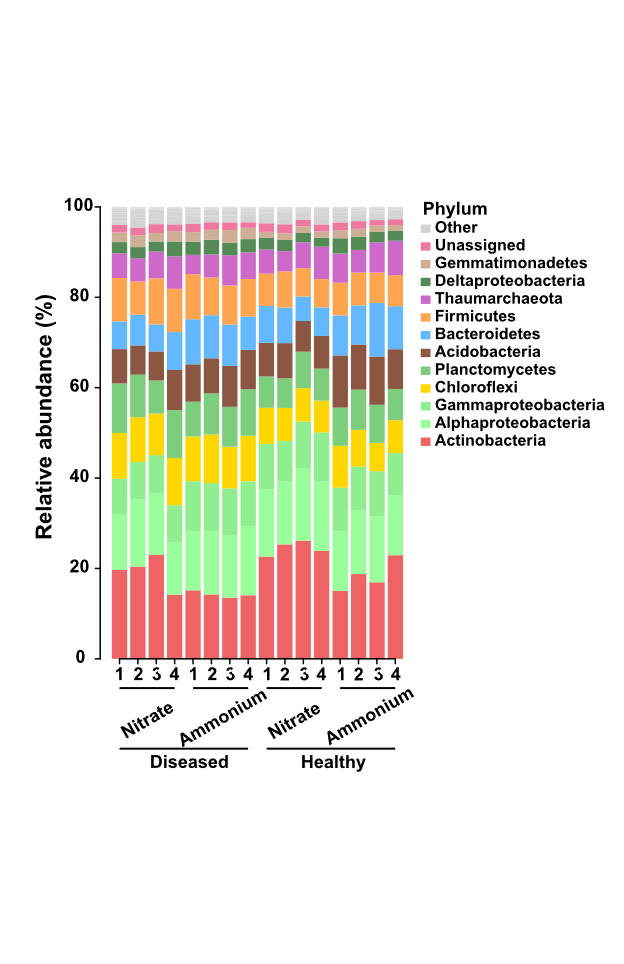 Relative abundance (%)
100
80
60
40
20
0
Phylum
Other
Unassigned
Gemmatimonadetes
Deltaproteobacteria
Thaumarchaeota
Firmicutes
Bacteroidetes
Acidobacteria
Planctomycetes
Chloroflexi
Gammaproteobacteria
Alphaproteobacteria
Actinobacteria
1 2 3 4 1 2 3 4 1 2 3 4 1 2 3 4
Nitrate Ammonium Nitrate Ammonium
Diseased Healthy